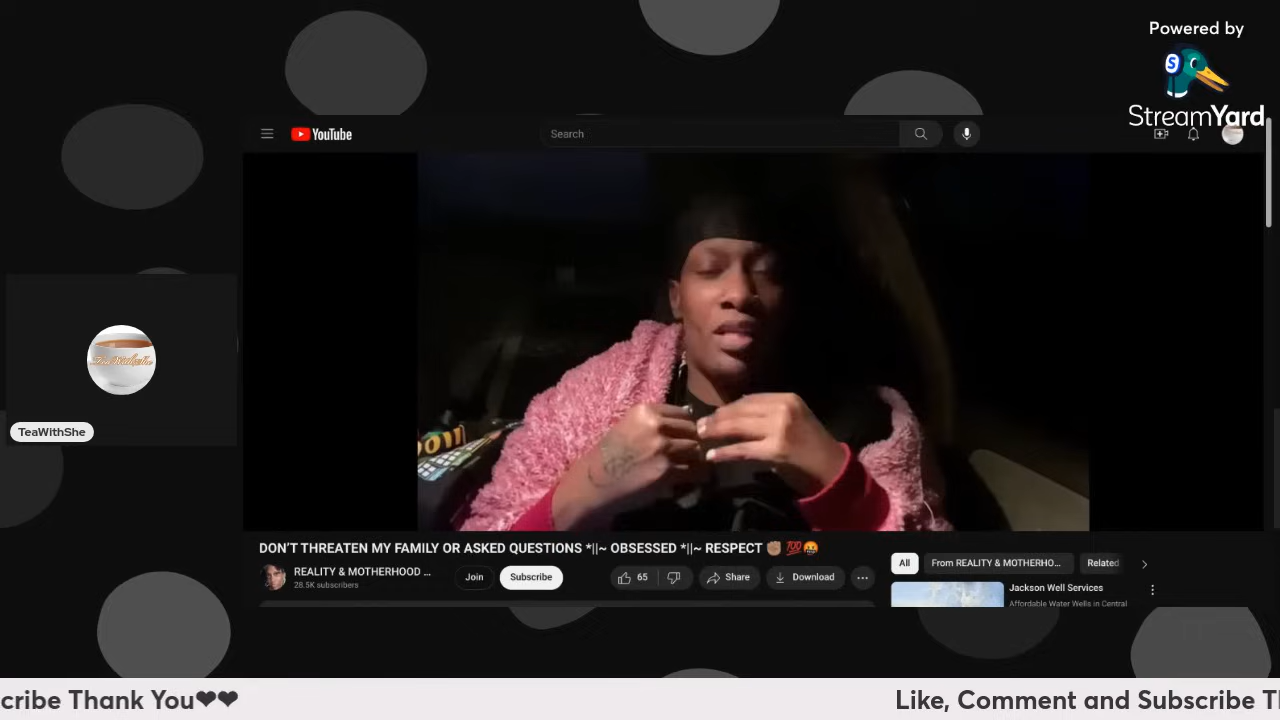 Powered by
StreamYard
YouTube
Search
TeaWithShe
TeaWithShe
DON'T THREATEN MY FAMILY OR ASKED QUESTIONS *||~ OBSESSED *||~ RESPECT ✊🏽 💯🤬
REALITY & MOTHERHOOD ...
28.5K subscribers
Join
Subscribe
65
Share
Download
All
From REALITY & MOTHERHO...
Related
Jackson Well Services
Affordable Water Wells in Central
cribe Thank You❤❤
Like, Comment and Subscribe Tl